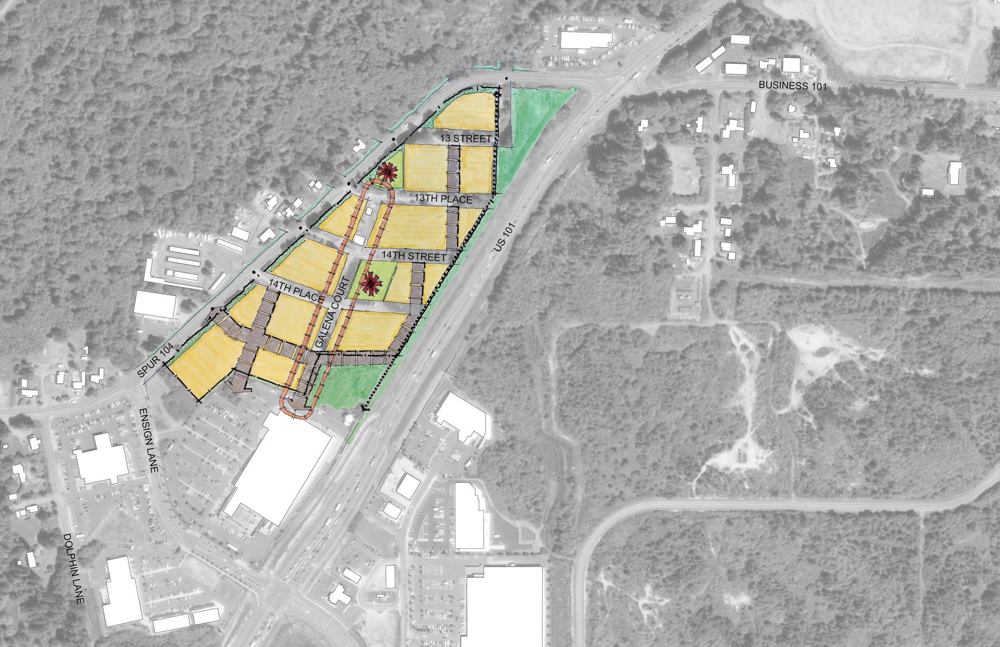 BUSINESS 101
13 STREET
13TH PLACE
US 101
14TH STREET
14TH PLACE
GALENA COURT
SPUR 104
ENSIGN LANE
DOLPHIN LANE